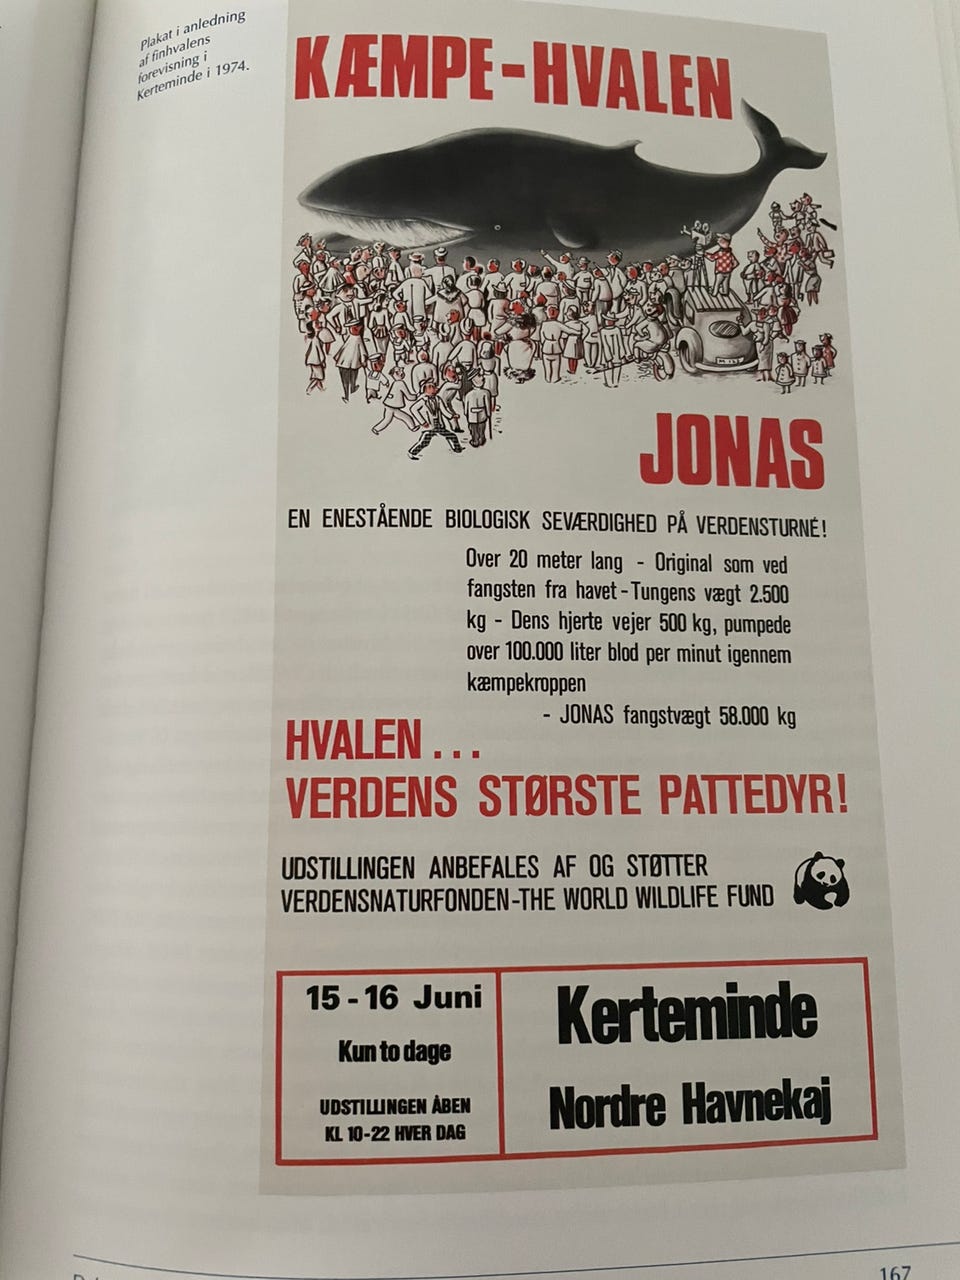 Plakat i anledning
af finhvalens
forevisning i
Kerteminde i 1974.
KÆMPE-HVALEN
JONAS
EN ENESTÅENDE BIOLOGISK SEVÆRDIGHED PÅ VERDENSTURNÉ!
Over 20 meter lang - Original som ved
fangsten fra havet - Tungens vægt 2.500
kg - Dens hjerte vejer 500 kg, pumpede
over 100.000 liter blod per minut igennem
kæmpekroppen
- JONAS fangstvægt 58.000 kg
HVALEN...
VERDENS STØRSTE PATTEDYR!
UDSTILLINGEN ANBEFALES AF OG STØTTER
VERDENSNATURFONDEN-THE WORLD WILDLIFE FUND
15 - 16 Juni
Kun to dage
UDSTILLINGEN ÅBEN
KL 10-22 HVER DAG
Kerteminde
Nordre Havnekaj
167